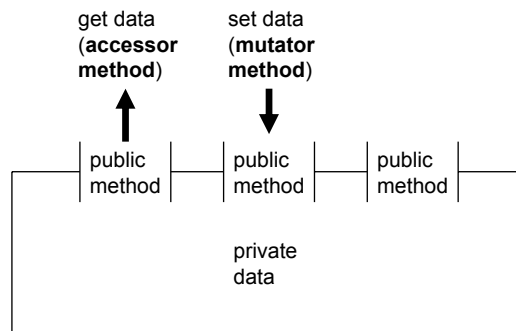 get data
(accessor
method)
set data
(mutator
method)
public
method
public
method
public
method
private
data